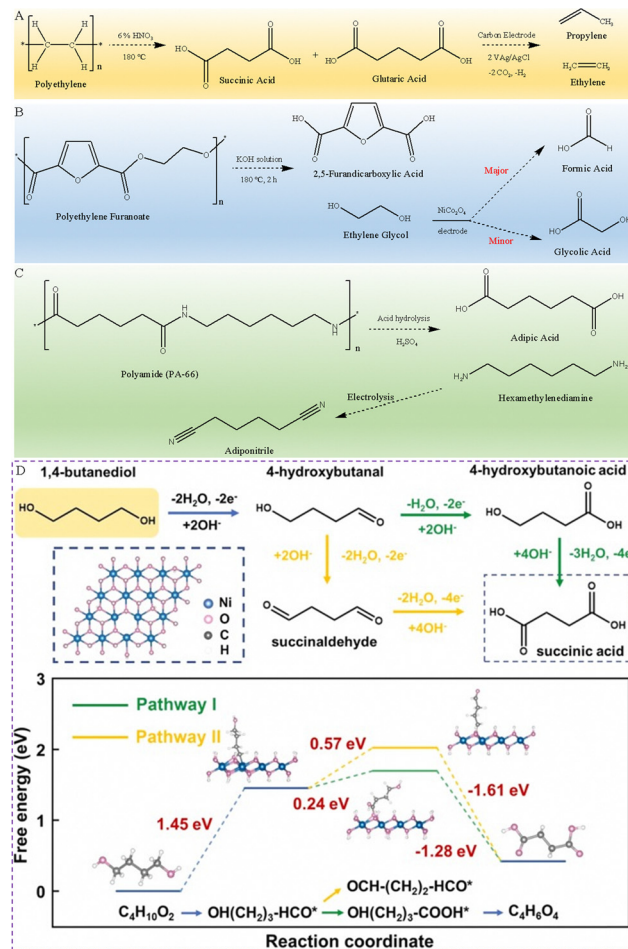 A
6% HNO₃
180 ℃
Polyethylene
Succinic Acid
+
Glutaric Acid
Carbon Electrode
2 VAg/AgCl
-2 CO₂, -H₂
Propylene
Ethylene
B
Polyethylene Furanoate
KOH solution
180 ℃, 2 h
2,5-Furandicarboxylic Acid
Ethylene Glycol
NiCo₂O₄
electrode
Major
Minor
Formic Acid
Glycolic Acid
C
Polyamide (PA-66)
Acid hydrolysis
H₂SO₄
Adipic Acid
Hexamethylenediamine
Electrolysis
Adiponitrile
D
1,4-butanediol
4-hydroxybutanal
4-hydroxybutanoic acid
-2H₂O, -2e⁻
+2OH⁻
-H₂O, -2e⁻
+2OH⁻
+2OH⁻
-2H₂O, -2e⁻
+4OH⁻
-3H₂O, -4e⁻
Ni
O
C
H
succinaldehyde
-2H₂O, -4e⁻
+4OH⁻
succinic acid
Free energy (eV)
3
2
1
0
Pathway I
Pathway II
1.45 eV
0.57 eV
0.24 eV
-1.61 eV
-1.28 eV
OCH-(CH₂)₂-HCO*
C₄H₁₀O₂
OH(CH₂)₃-HCO*
OH(CH₂)₃-COOH*
C₄H₆O₄
Reaction coordinate